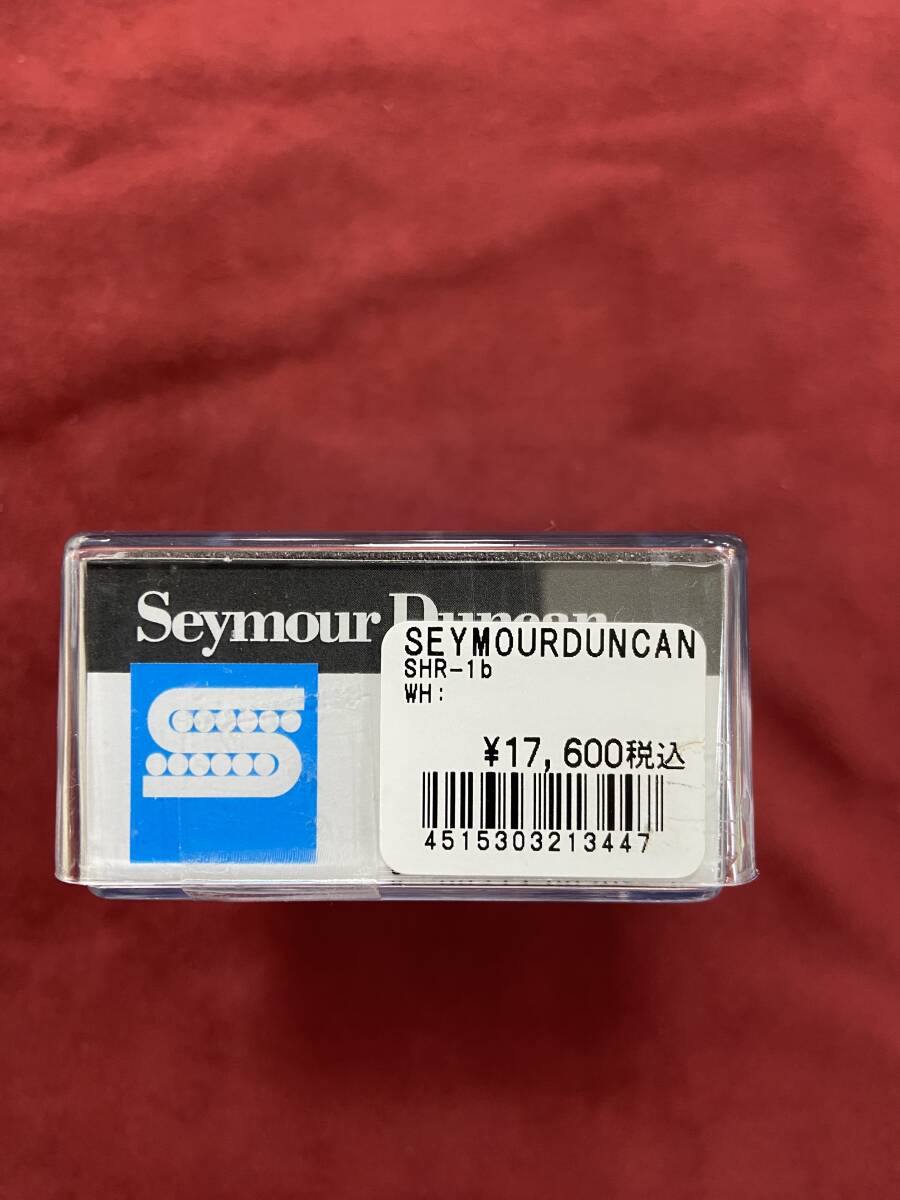 Seymour Duncan
SEYMOURDUNCAN
SHR-1b
WH:
¥17,600税込
4515303213447